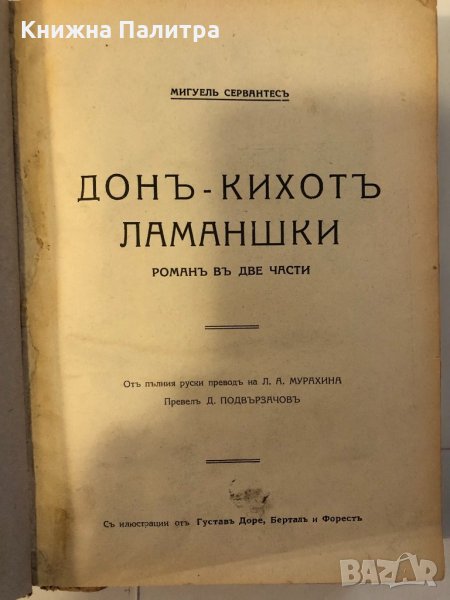 Книжна Палитра
МИГУЕЛЬ СЕРВАНТЕСЪ
ДОНЪ - КИХОТЪ
ЛАМАНШКИ
РОМАНЪ ВЪ ДВЕ ЧАСТИ
Отъ пълния руски преводъ на Л. А. МУРАХИНА
Превелъ Д. ПОДВЪРЗАЧОВЪ
Съ илюстрации отъ Густавъ Доре, Берталъ и Форестъ
BAZAR